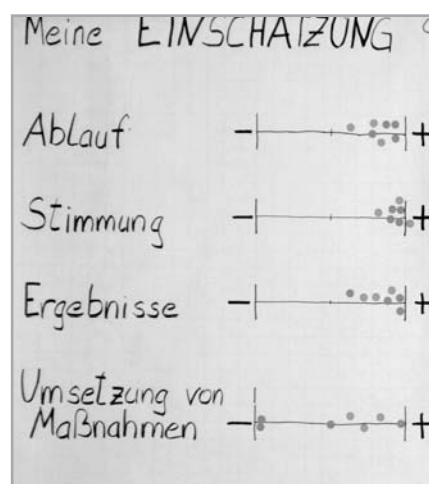 Meine EINSCHÄTZUNG
Ablauf - +
Stimmung - +
Ergebnisse - +
Umsetzung von
Maßnahmen - +